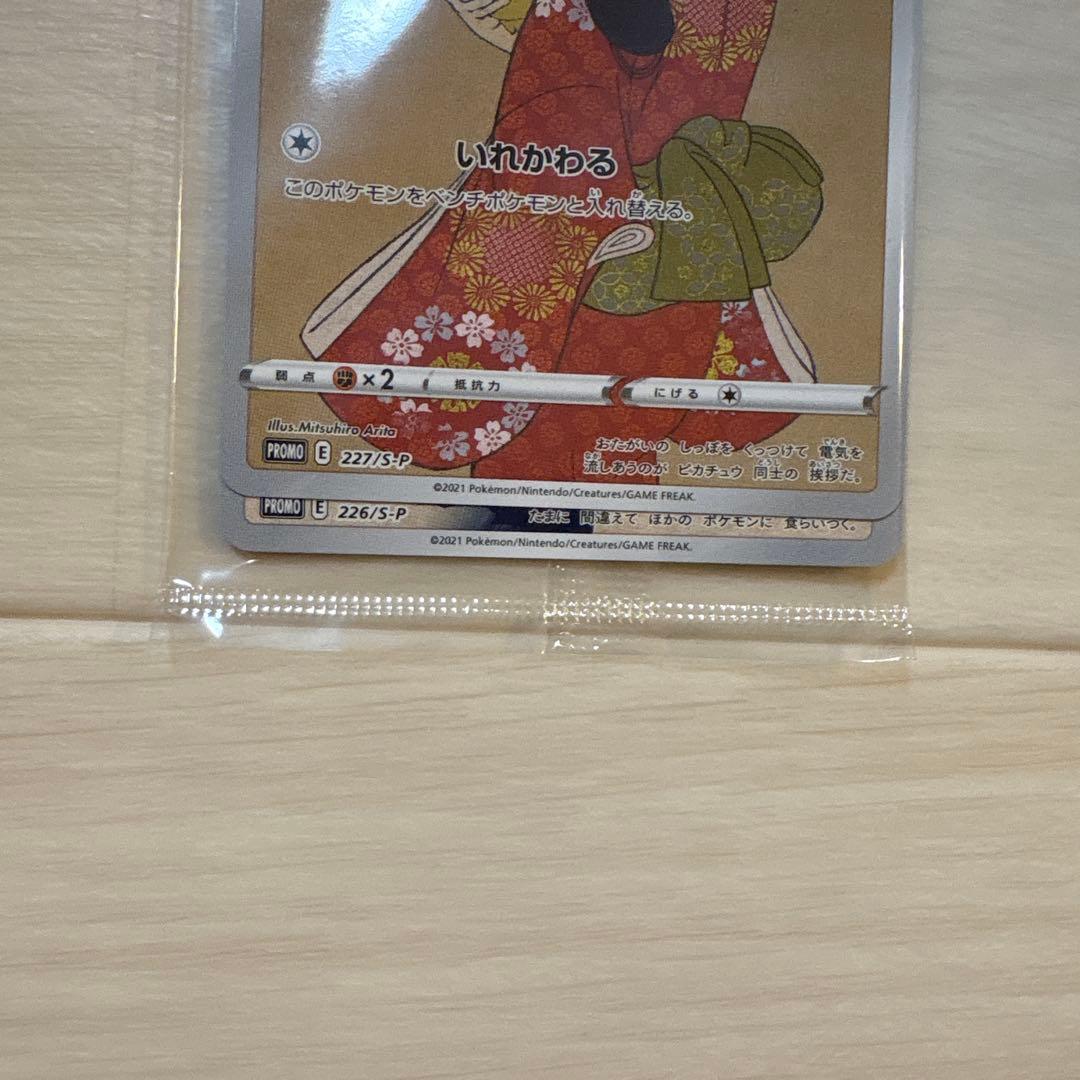 いれかわる
このポケモンをベンチポケモンと入れ替える。
弱点 ×2 抵抗力 にげる
Illus.Mitsuhiro Arita
おたがいの しっぽを くっつけて 電気を
PROMO E 227/S-P
流しあうのが ピカチュウ 同士の 挨拶だ。
©2021 Pokémon/Nintendo/Creatures/GAME FREAK.
PROMO E 226/S-P
たまに 間違えて ほかの ポケモンに 食らいつく。
©2021 Pokémon/Nintendo/Creatures/GAME FREAK.